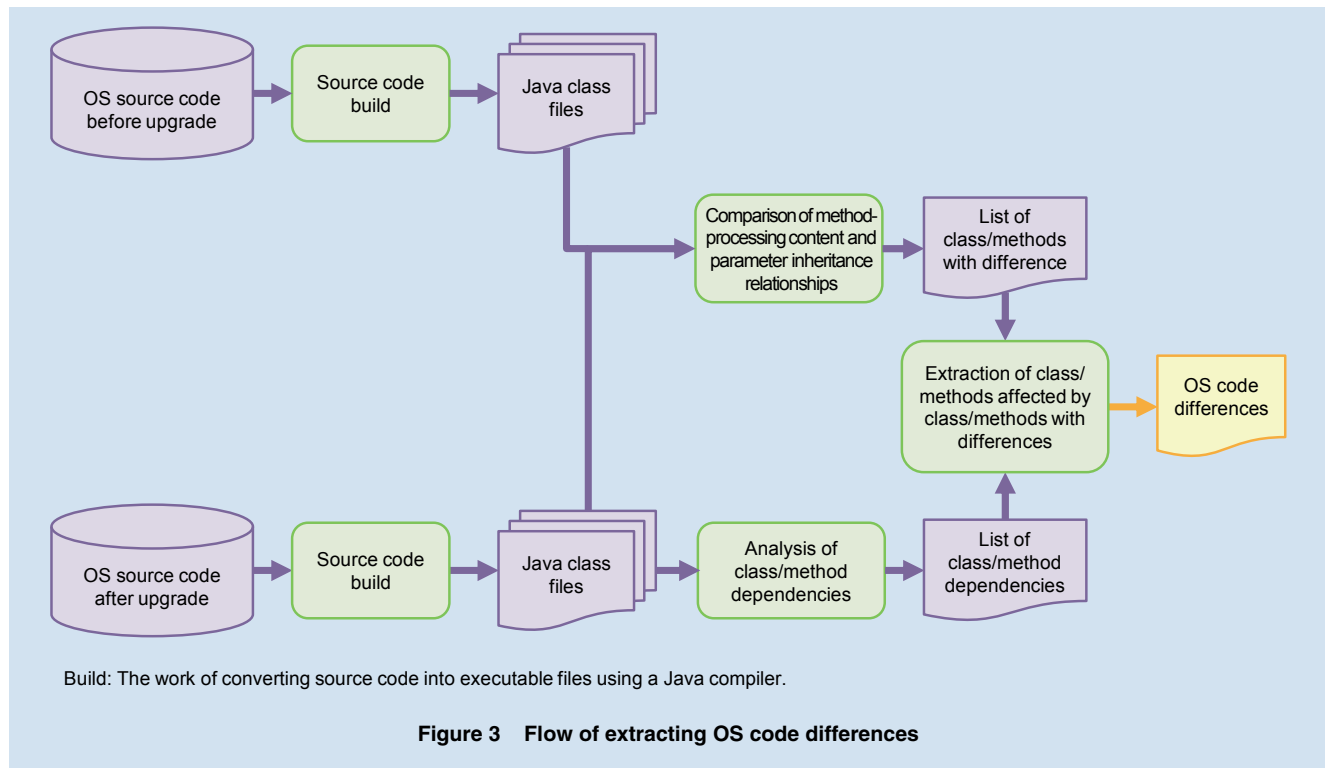 OS source code
before upgrade
Source code
build
Java class
files
Comparison of method-
processing content and
parameter inheritance
relationships
List of
class/methods
with difference
Extraction of class/
methods affected by
class/methods with
differences
OS code
differences
OS source code
after upgrade
Source code
build
Java class
files
Analysis of
class/method
dependencies
List of
class/method
dependencies
Build: The work of converting source code into executable files using a Java compiler.
Figure 3 Flow of extracting OS code differences